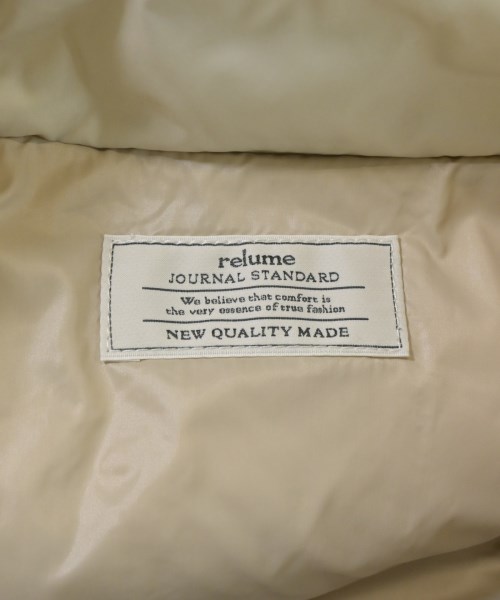 relume
JOURNAL STANDARD
We believe that comfort is
the very essence of true fashion
NEW QUALITY MADE